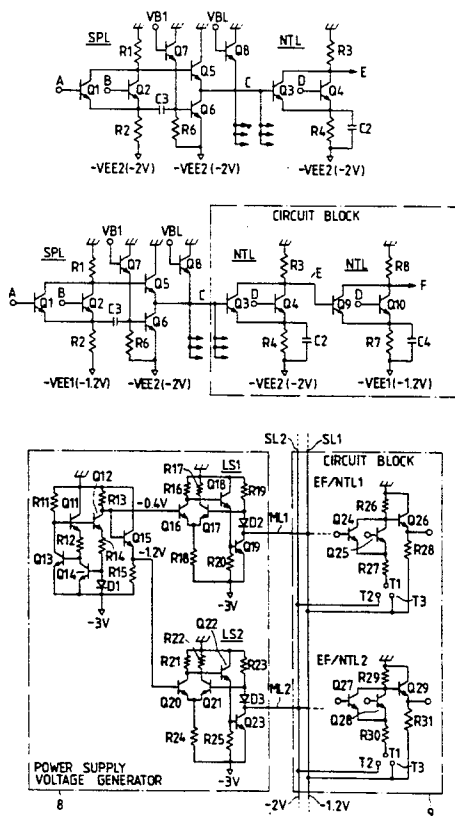 VB1 VBL
SPL R1 Q7 Q8 NTL R3
Q5
A B C D E
Q1 Q2 C3 Q6 Q3 Q4
R2 R6 R4 C2
-VEE2(-2V) -VEE2(-2V) -VEE2(-2V)
CIRCUIT BLOCK
VB1 VBL
SPL R1 Q7 Q8 NTL R3 E NTL R8
Q5 F
A B C D D
Q1 Q2 C3 Q6 Q3 Q4 Q9 Q10
R2 R6 R4 C2 R7 C4
-VEE1(-1.2V) -VEE2(-2V) -VEE2(-2V) -VEE1(-1.2V)
SL2 SL1
R17 Q18 LS1 CIRCUIT BLOCK
Q12 R16 R19 EF/NTL1
R11 Q11 R13 -0.4V D2 ML1 R26
Q16 Q17 Q24 Q26
R12 Q15 -1.2V Q19 Q25 R28
Q13 R14 R18 R20 R27
Q14 R15 T1
D1 -3V T2 T3
-3V Q22 LS2 EF/NTL2
R22
R21 R23 R29
D3 ML2 Q27 Q29
Q20 Q21 Q28 R31
Q23 R30
R24 R25 T1
T2 T3
POWER SUPPLY VOLTAGE GENERATOR -3V
-2V -1.2V
8 9